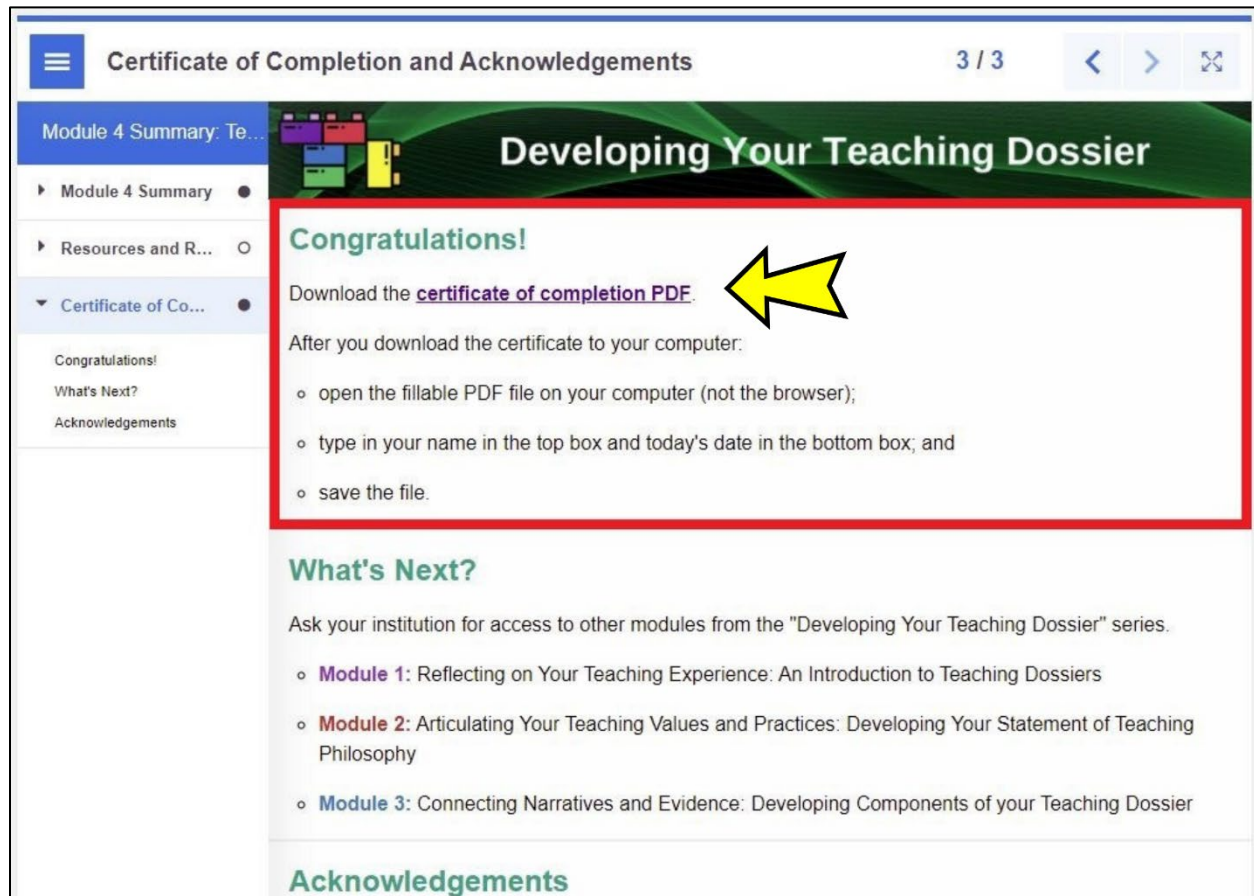 Certificate of Completion and Acknowledgements
3 / 3
Module 4 Summary: Te...
Module 4 Summary
Resources and R...
Certificate of Co...
Congratulations!
What's Next?
Acknowledgements
Developing Your Teaching Dossier
Congratulations!
Download the certificate of completion PDF.
After you download the certificate to your computer:
open the fillable PDF file on your computer (not the browser);
type in your name in the top box and today's date in the bottom box; and
save the file.
What's Next?
Ask your institution for access to other modules from the "Developing Your Teaching Dossier" series.
Module 1: Reflecting on Your Teaching Experience: An Introduction to Teaching Dossiers
Module 2: Articulating Your Teaching Values and Practices: Developing Your Statement of Teaching
Philosophy
Module 3: Connecting Narratives and Evidence: Developing Components of your Teaching Dossier
Acknowledgements